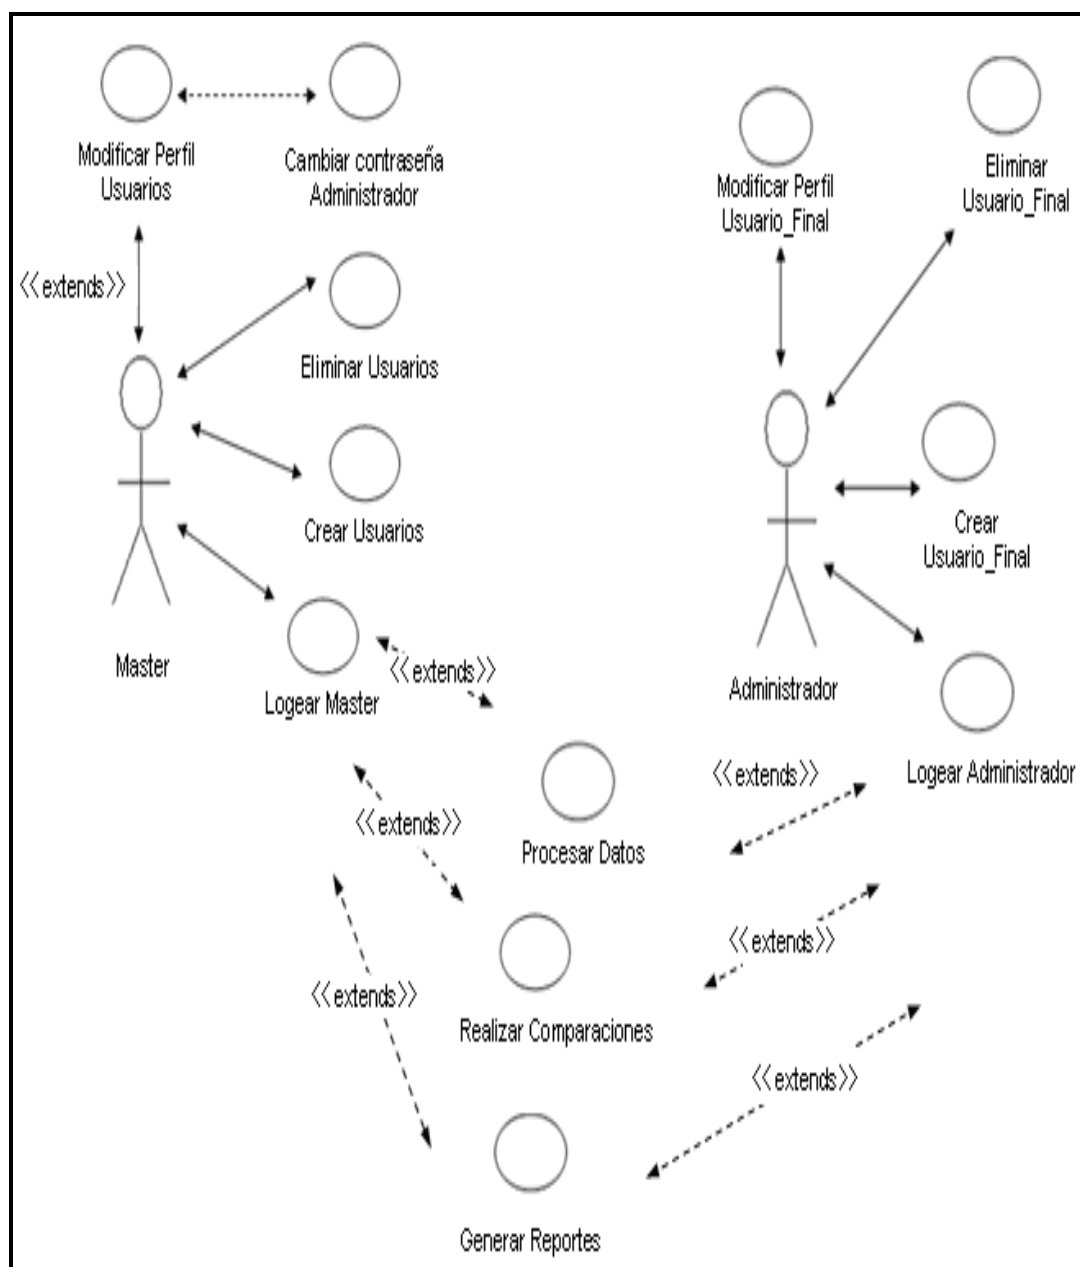 Modificar Perfil
Usuarios
Cambiar contraseña
Administrador
<<extends>>
Eliminar Usuarios
Crear Usuarios
Master
Logear Master
<<extends>>
<<extends>>
<<extends>>
Procesar Datos
Realizar Comparaciones
Generar Reportes
Modificar Perfil
Usuario_Final
Eliminar
Usuario_Final
Crear
Usuario_Final
Administrador
Logear Administrador
<<extends>>
<<extends>>
<<extends>>